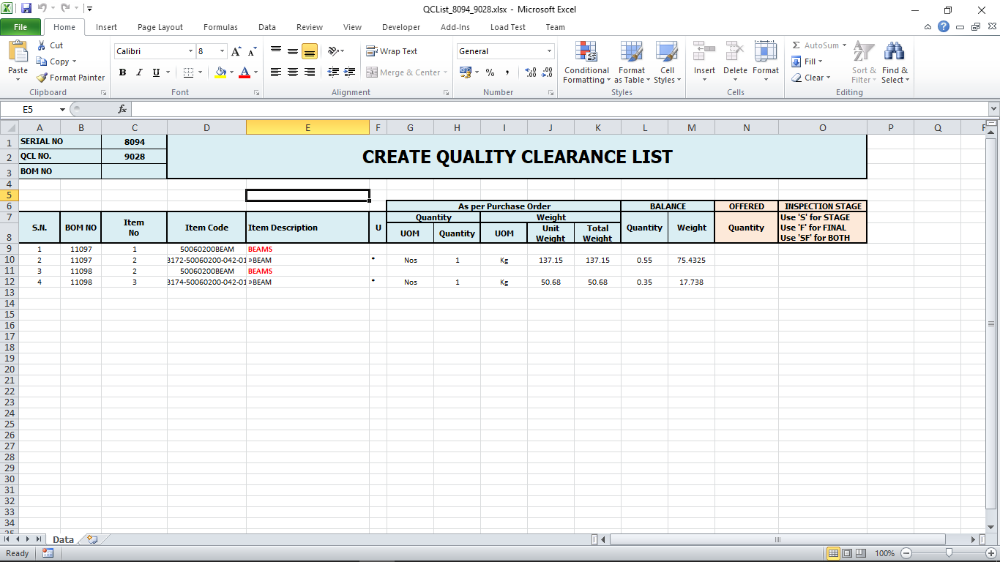 QCList_8094_9028.xlsx - Microsoft Excel
File Home Insert Page Layout Formulas Data Review View Developer Add-Ins Load Test Team
Paste Cut Copy Format Painter Clipboard
Calibri 8 B I U Font
Wrap Text Merge & Center Alignment
General % , Number
Conditional Formatting Format as Table Cell Styles Styles
Insert Delete Format Cells
Σ AutoSum Fill Clear Sort & Filter Find & Select Editing
E5 fx
A B C D E F G H I J K L M N O P Q
1 SERIAL NO 8094
2 QCL NO. 9028 CREATE QUALITY CLEARANCE LIST
3 BOM NO
4
5
6 As per Purchase Order BALANCE OFFERED INSPECTION STAGE
7 Quantity Weight Use 'S' for STAGE
S.N. BOM NO Item No Item Code Item Description U Quantity Weight Quantity Use 'F' for FINAL
8 UOM Quantity UOM Unit Weight Total Weight Use 'SF' for BOTH
9 1 11097 1 50060200BEAM BEAMS
10 2 11097 2 3172-50060200-042-01 »BEAM * Nos 1 Kg 137.15 137.15 0.55 75.4325
11 3 11098 2 50060200BEAM BEAMS
12 4 11098 3 3174-50060200-042-01 »BEAM * Nos 1 Kg 50.68 50.68 0.35 17.738
13
14
15
16
17
18
19
20
21
22
23
24
25
26
27
28
29
30
31
32
33
34
Data
Ready 100%